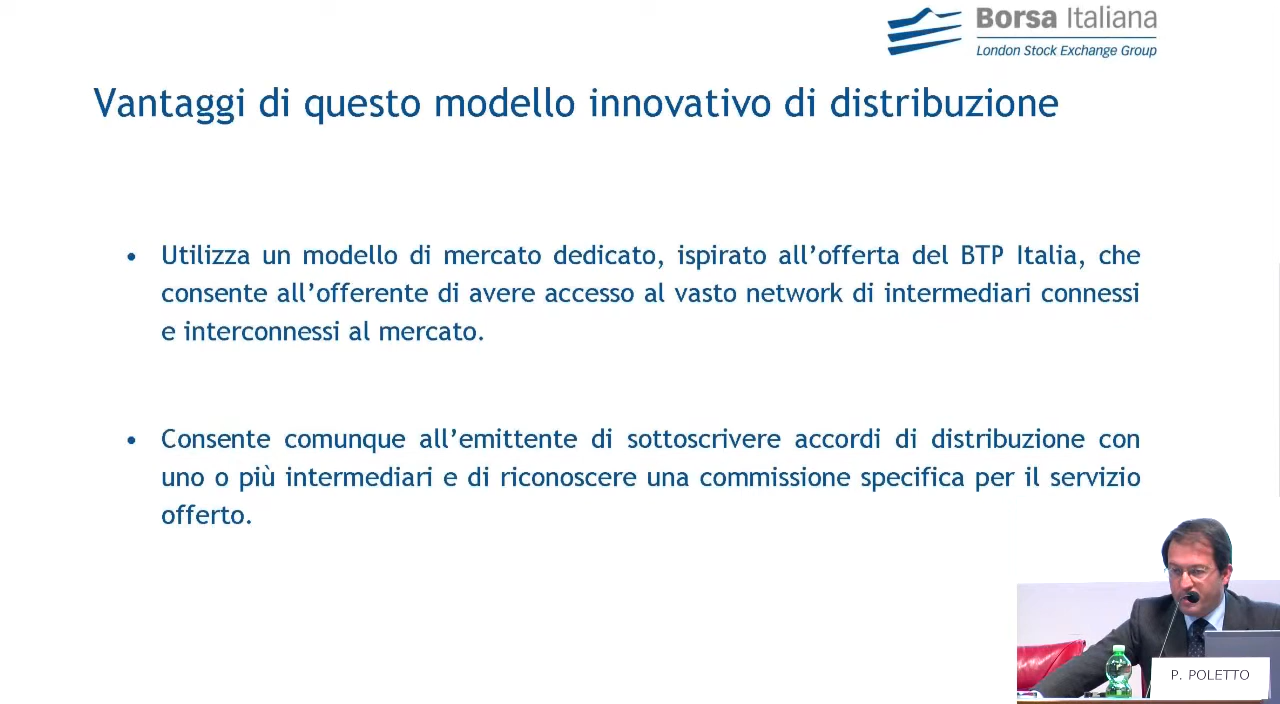 Borsa Italiana
London Stock Exchange Group
Vantaggi di questo modello innovativo di distribuzione
• Utilizza un modello di mercato dedicato, ispirato all’offerta del BTP Italia, che
consente all’offerente di avere accesso al vasto network di intermediari connessi
e interconnessi al mercato.
• Consente comunque all’emittente di sottoscrivere accordi di distribuzione con
uno o più intermediari e di riconoscere una commissione specifica per il servizio
offerto.
P. POLETTO